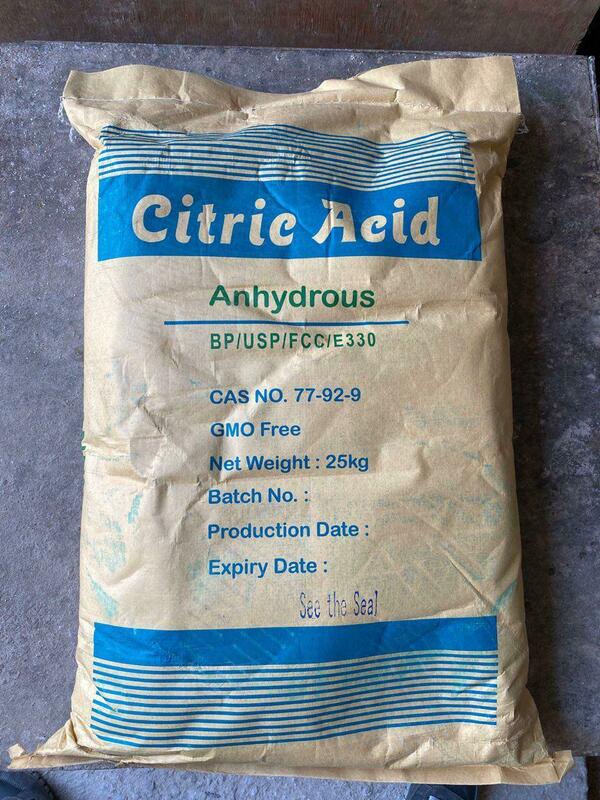 Citric Acid
Anhydrous
BP/USP/FCC/E330
CAS NO. 77-92-9
GMO Free
Net Weight : 25kg
Batch No. :
Production Date :
Expiry Date :
See the Seal